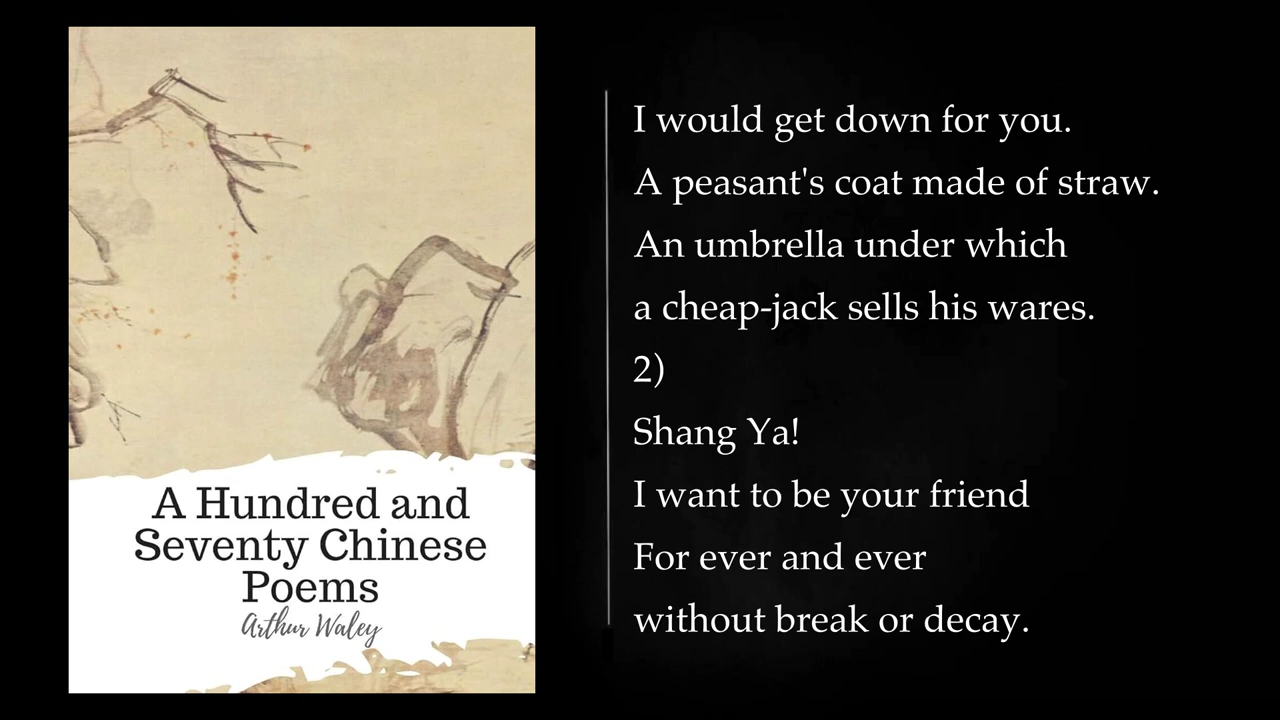 A Hundred and
Seventy Chinese
Poems
Arthur Waley
I would get down for you.
A peasant's coat made of straw.
An umbrella under which
a cheap-jack sells his wares.
2)
Shang Ya!
I want to be your friend
For ever and ever
without break or decay.